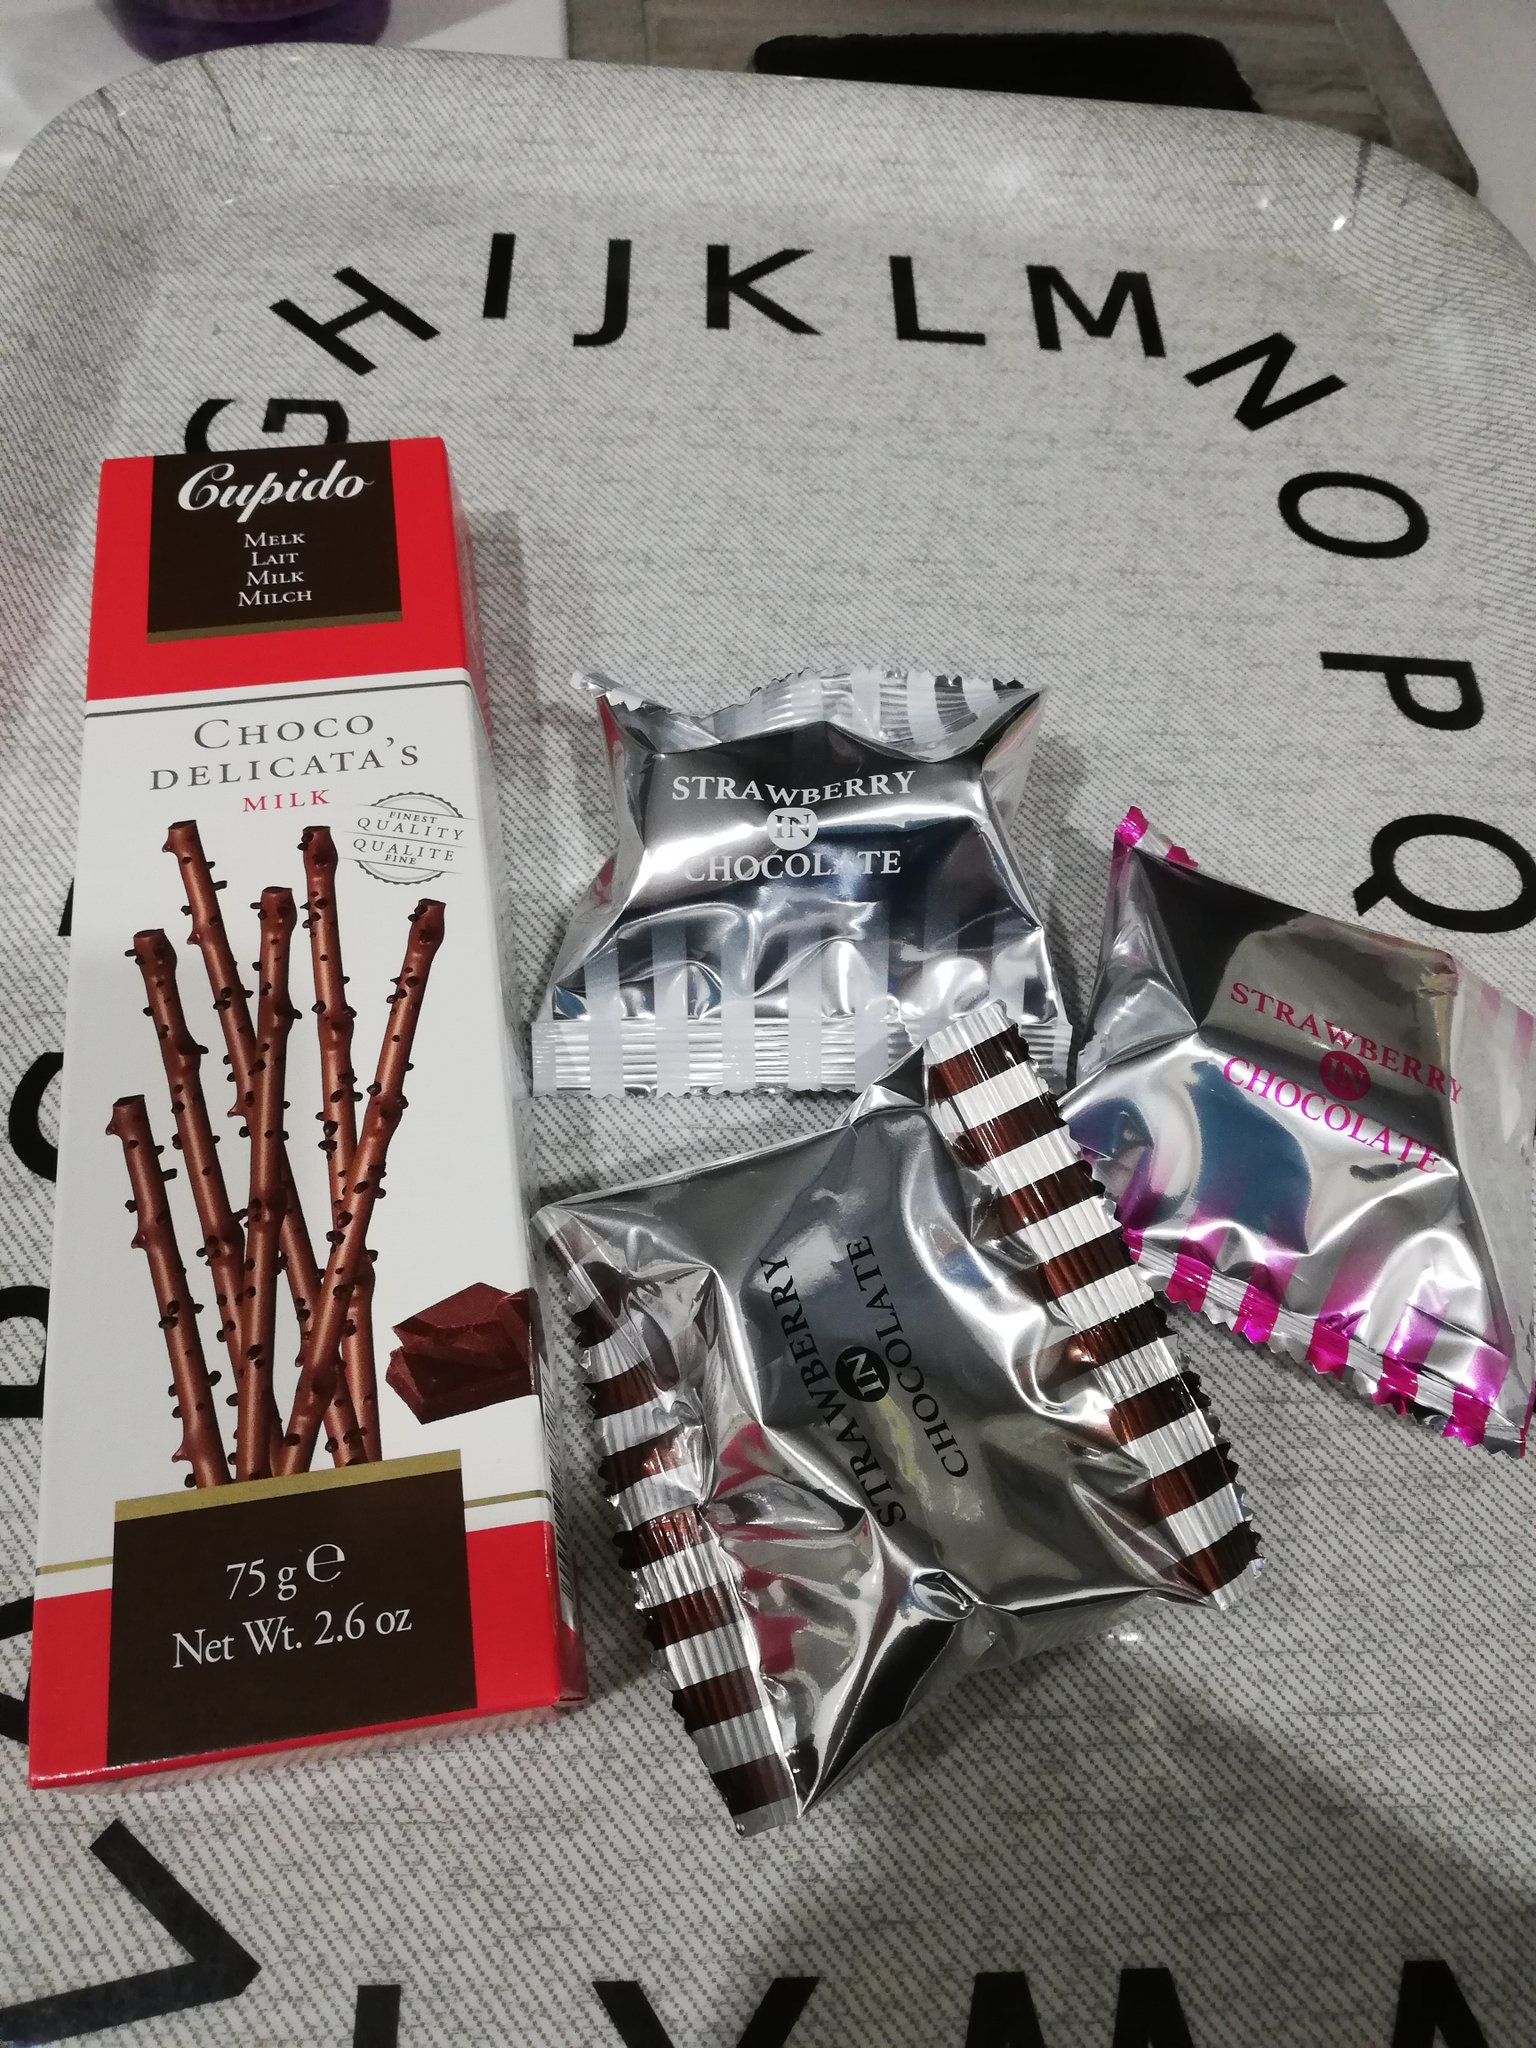 G H I J K L M N O P Q
Cupido
MELK
LAIT
MILK
MILCH
CHOCO
DELICATA'S
MILK
FINEST
QUALITY
QUALITE
FINE
75 g ℮
Net Wt. 2.6 oz
STRAWBERRY
IN
CHOCOLATE
STRAWBERRY
IN
CHOCOLATE
STRAWBERRY
IN
CHOCOLATE